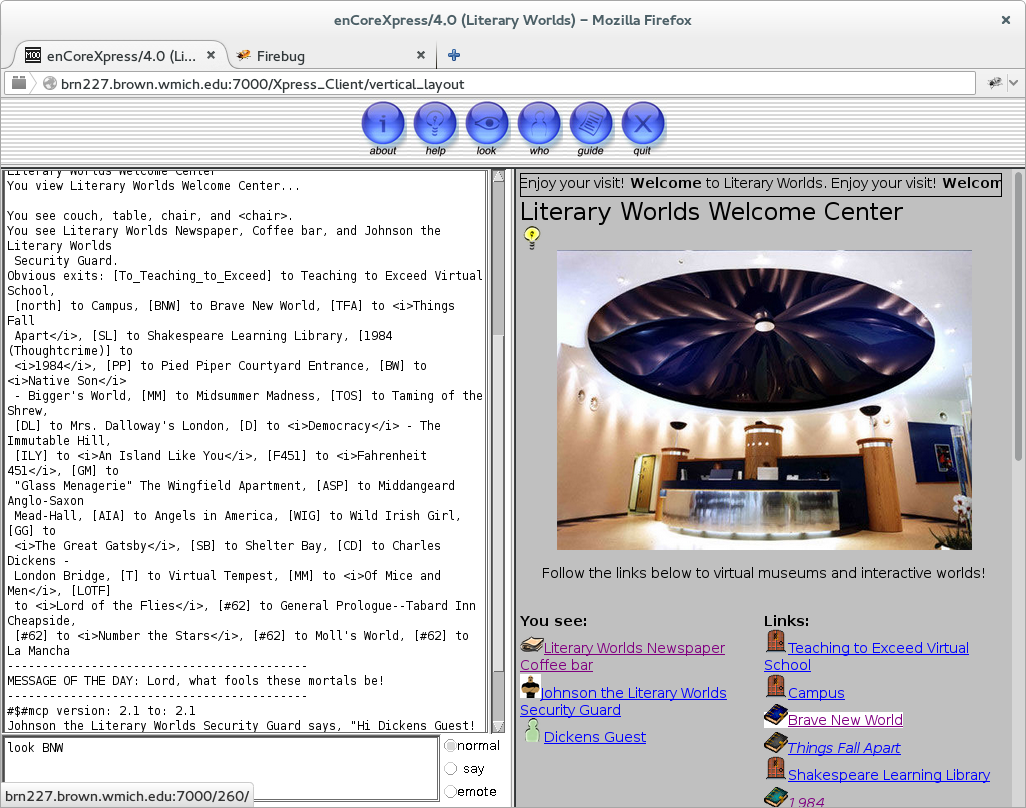 enCoreXpress/4.0 (Literary Worlds) – Mozilla Firefox
enCoreXpress/4.0 (Li...
Firebug
brn227.brown.wmich.edu:7000/Xpress_Client/vertical_layout
about
help
look
who
guide
quit
Literary Worlds Welcome Center
You view Literary Worlds Welcome Center...
You see couch, table, chair, and <chair>.
You see Literary Worlds Newspaper, Coffee bar, and Johnson the
Literary Worlds
Security Guard.
Obvious exits: [To_Teaching_to_Exceed] to Teaching to Exceed Virtual
School,
[north] to Campus, [BNW] to Brave New World, [TFA] to <i>Things
Fall
Apart</i>, [SL] to Shakespeare Learning Library, [1984
(Thoughtcrime)] to
<i>1984</i>, [PP] to Pied Piper Courtyard Entrance, [BW] to
<i>Native Son</i>
- Bigger's World, [MM] to Midsummer Madness, [TOS] to Taming of the
Shrew,
[DL] to Mrs. Dalloway's London, [D] to <i>Democracy</i> - The
Immutable Hill,
[ILY] to <i>An Island Like You</i>, [F451] to <i>Fahrenheit
451</i>, [GM] to
"Glass Menagerie" The Wingfield Apartment, [ASP] to Middangeard
Anglo-Saxon
Mead-Hall, [AIA] to Angels in America, [WIG] to Wild Irish Girl,
[GG] to
<i>The Great Gatsby</i>, [SB] to Shelter Bay, [CD] to Charles
Dickens -
London Bridge, [T] to Virtual Tempest, [MM] to <i>Of Mice and
Men</i>, [LOTF]
to <i>Lord of the Flies</i>, [#62] to General Prologue--Tabard Inn
Cheapside,
[#62] to <i>Number the Stars</i>, [#62] to Moll's World, [#62] to
La Mancha
----------------------------------------
MESSAGE OF THE DAY: Lord, what fools these mortals be!
----------------------------------------
#$#mcp version: 2.1 to: 2.1
Johnson the Literary Worlds Security Guard says, "Hi Dickens Guest!
look BNW
normal
say
emote
brn227.brown.wmich.edu:7000/260/
Enjoy your visit! Welcome to Literary Worlds. Enjoy your visit! Welcom
Literary Worlds Welcome Center
Follow the links below to virtual museums and interactive worlds!
You see:
Literary Worlds Newspaper
Coffee bar
Johnson the Literary Worlds
Security Guard
Dickens Guest
Links:
Teaching to Exceed Virtual
School
Campus
Brave New World
Things Fall Apart
Shakespeare Learning Library
1984